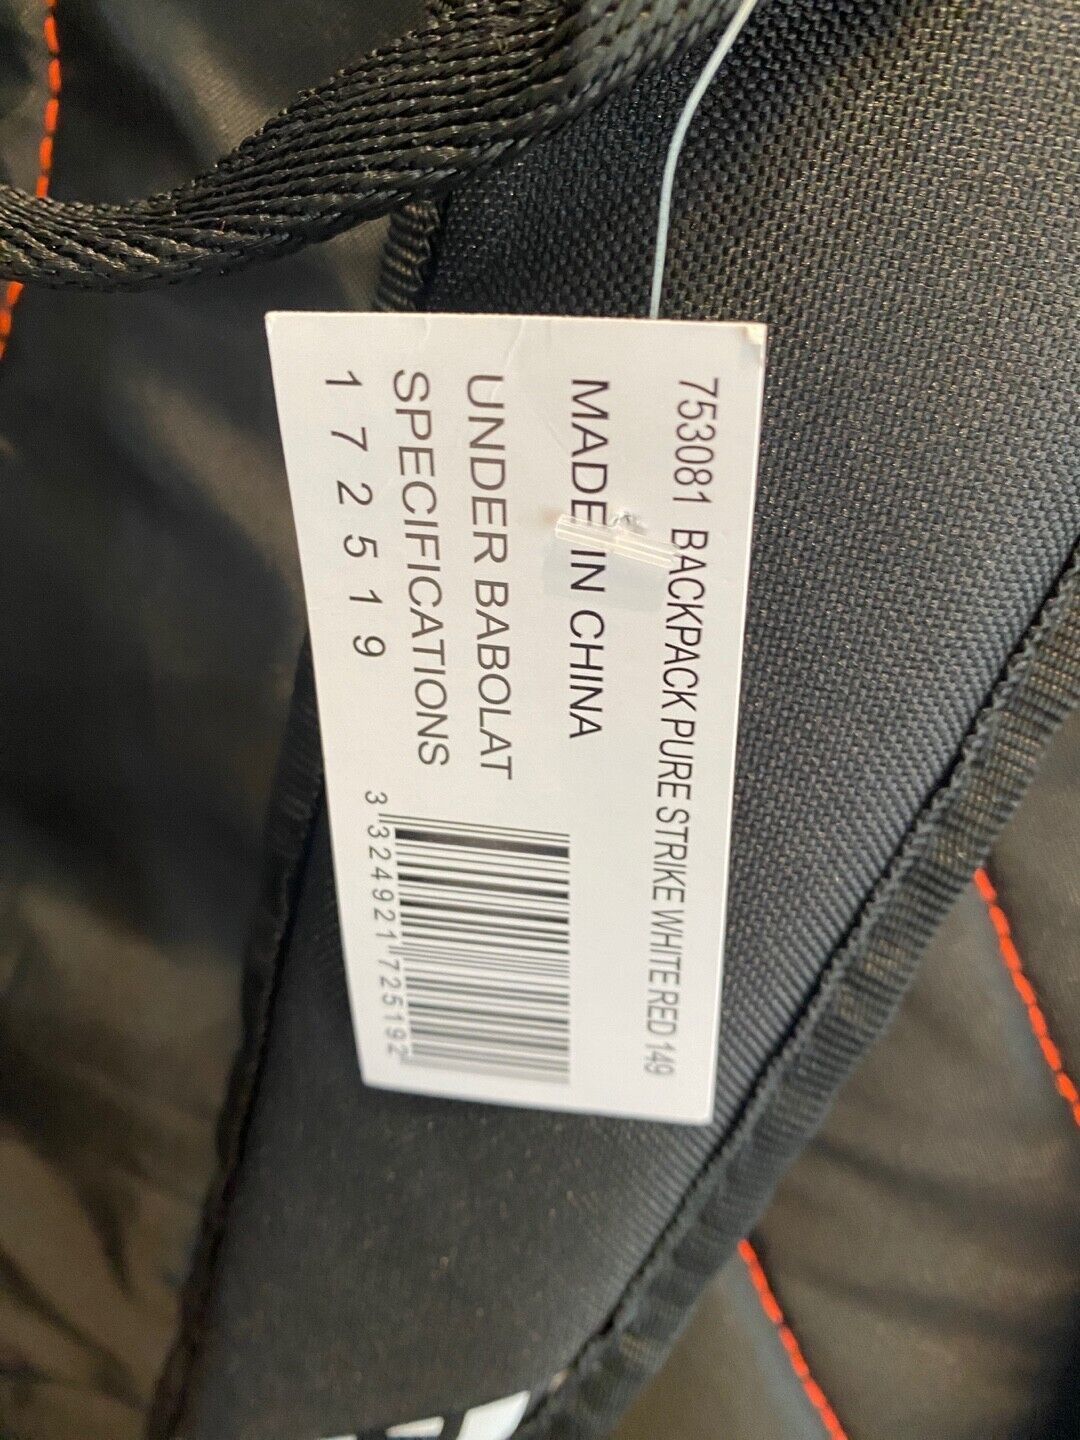 753081 BACKPACK PURE STRIKE WHITE RED 149
MADE IN CHINA
UNDER BABOLAT
SPECIFICATIONS
1 7 2 5 1 9
3 324921 725192